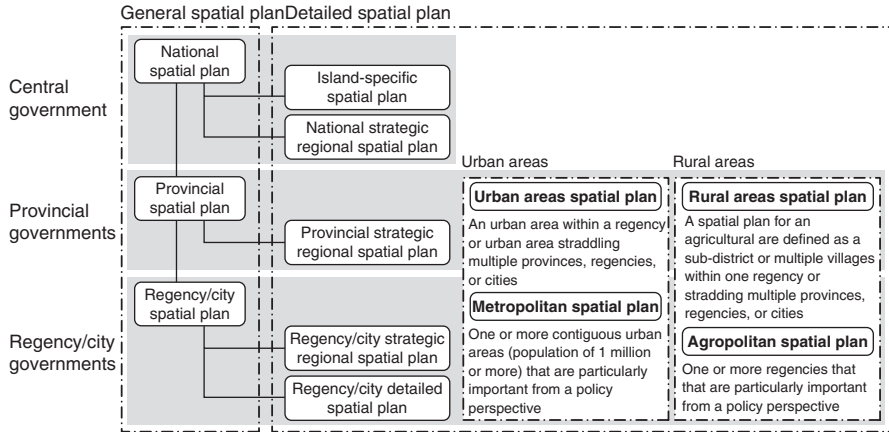 General spatial plan
Detailed spatial plan
Central
government
National
spatial plan
Island-specific
spatial plan
National strategic
regional spatial plan
Urban areas
Rural areas
Provincial
governments
Provincial
spatial plan
Provincial strategic
regional spatial plan
Urban areas spatial plan
An urban area within a regency
or urban area straddling
multiple provinces, regencies,
or cities
Metropolitan spatial plan
One or more contiguous urban
areas (population of 1 million
or more) that are particularly
important from a policy
perspective
Rural areas spatial plan
A spatial plan for an
agricultural are defined as a
sub-district or multiple villages
within one regency or
stradding multiple provinces,
regencies, or cities
Agropolitan spatial plan
One or more regencies that
that are particularly important
from a policy perspective
Regency/city
governments
Regency/city
spatial plan
Regency/city strategic
regional spatial plan
Regency/city detailed
spatial plan